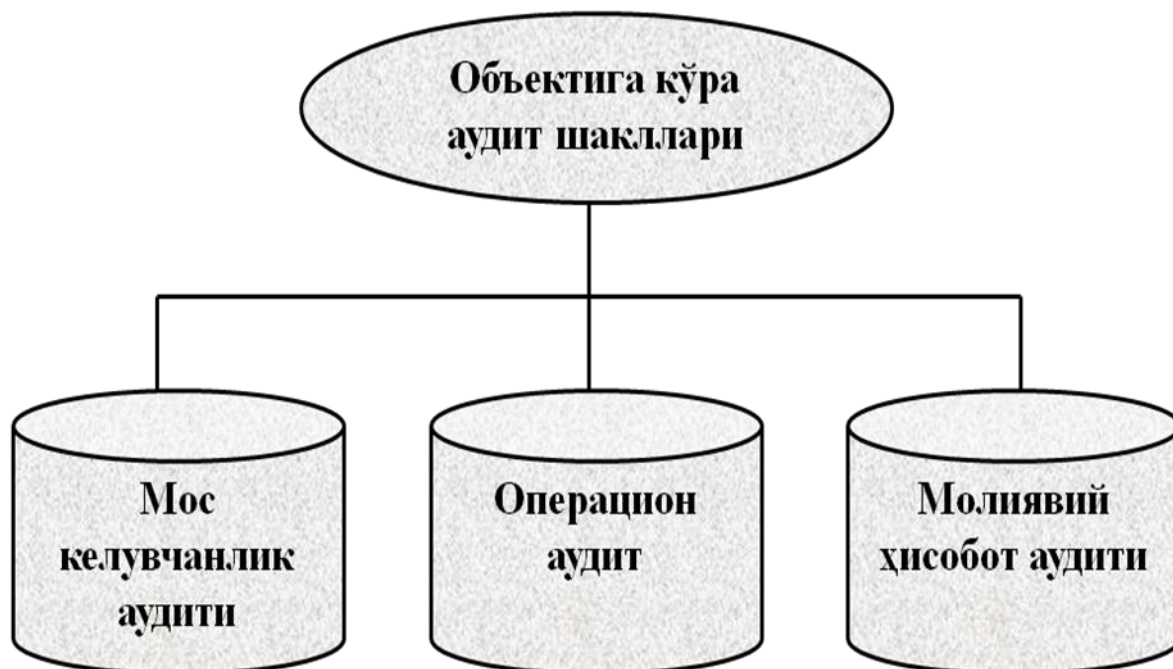 Объектига кўра
аудит шакллари
Мос
келувчанлик
аудити
Операцион
аудит
Молиявий
ҳисобот аудити